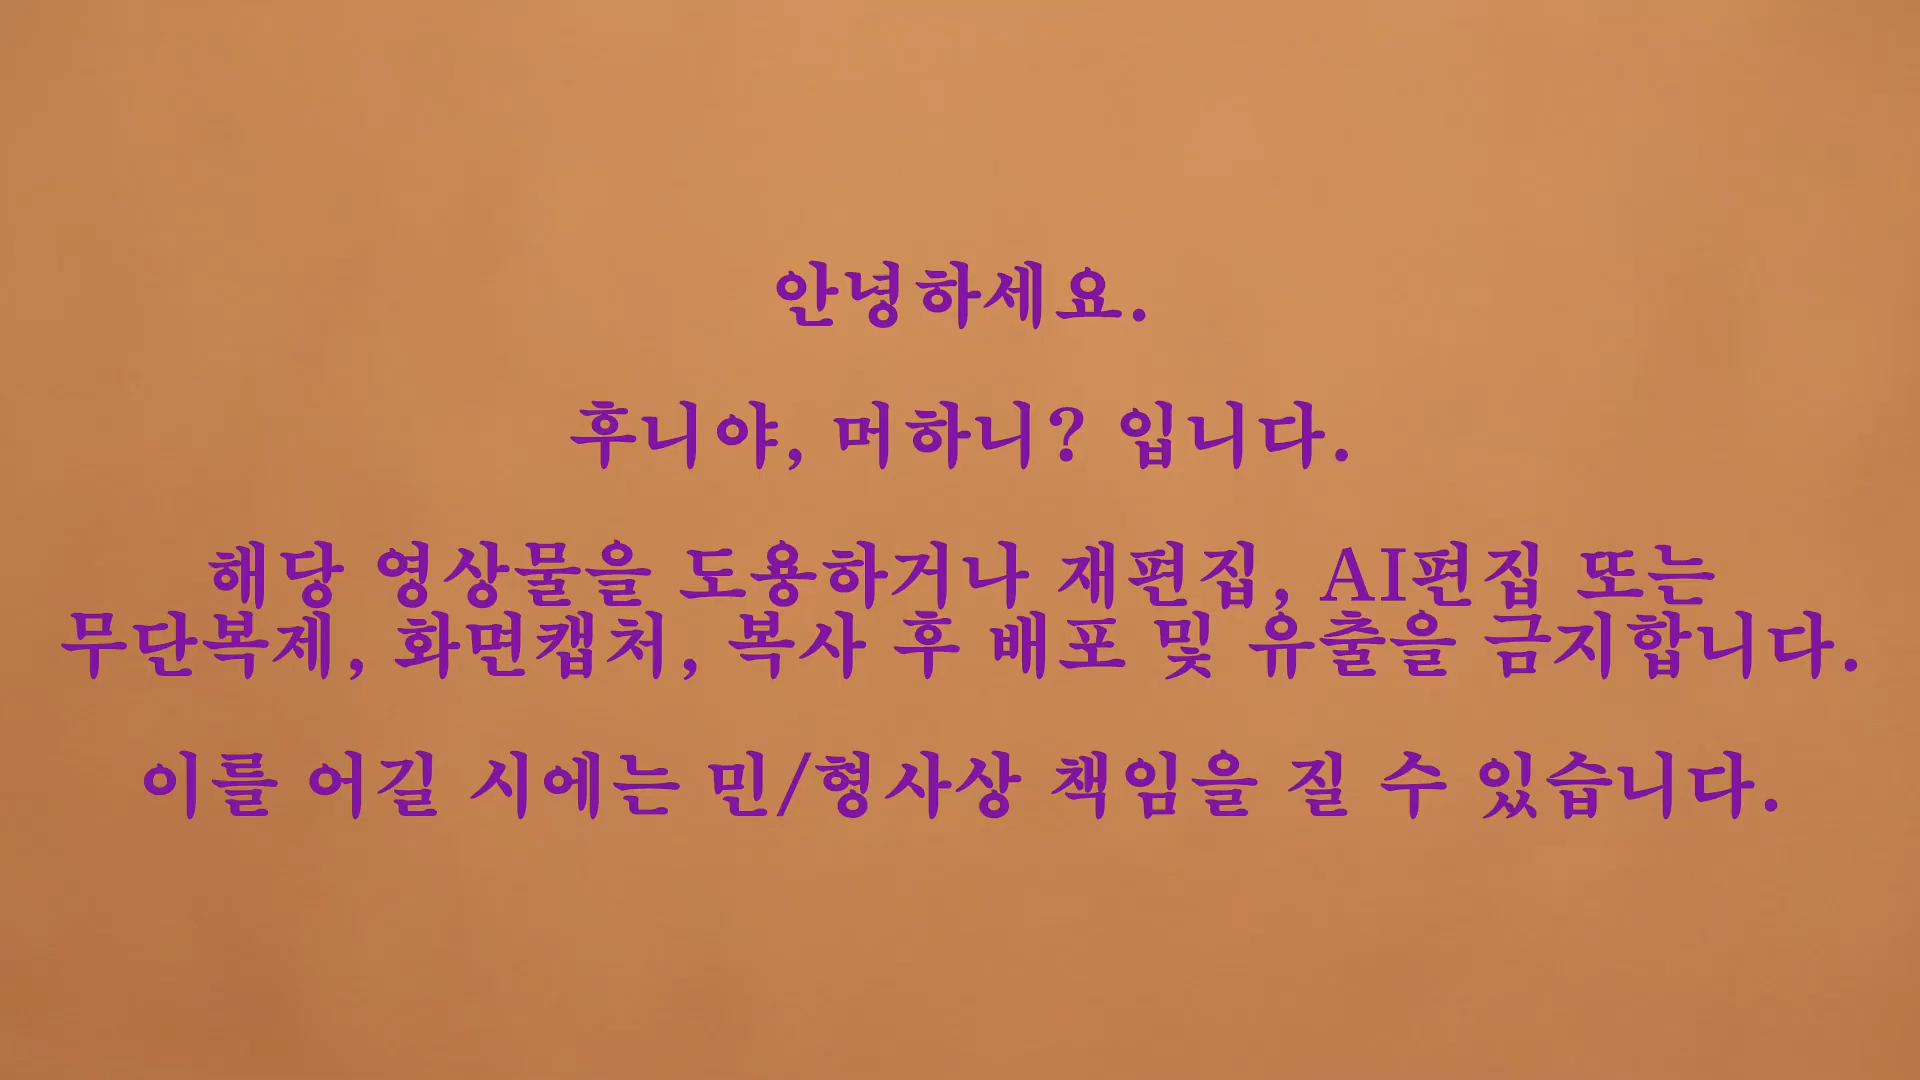 안녕하세요.
후니야, 머하니? 입니다.
해당 영상물을 도용하거나 재편집, AI편집 또는
무단복제, 화면캡처, 복사 후 배포 및 유출을 금지합니다.
이를 어길 시에는 민/형사상 책임을 질 수 있습니다.